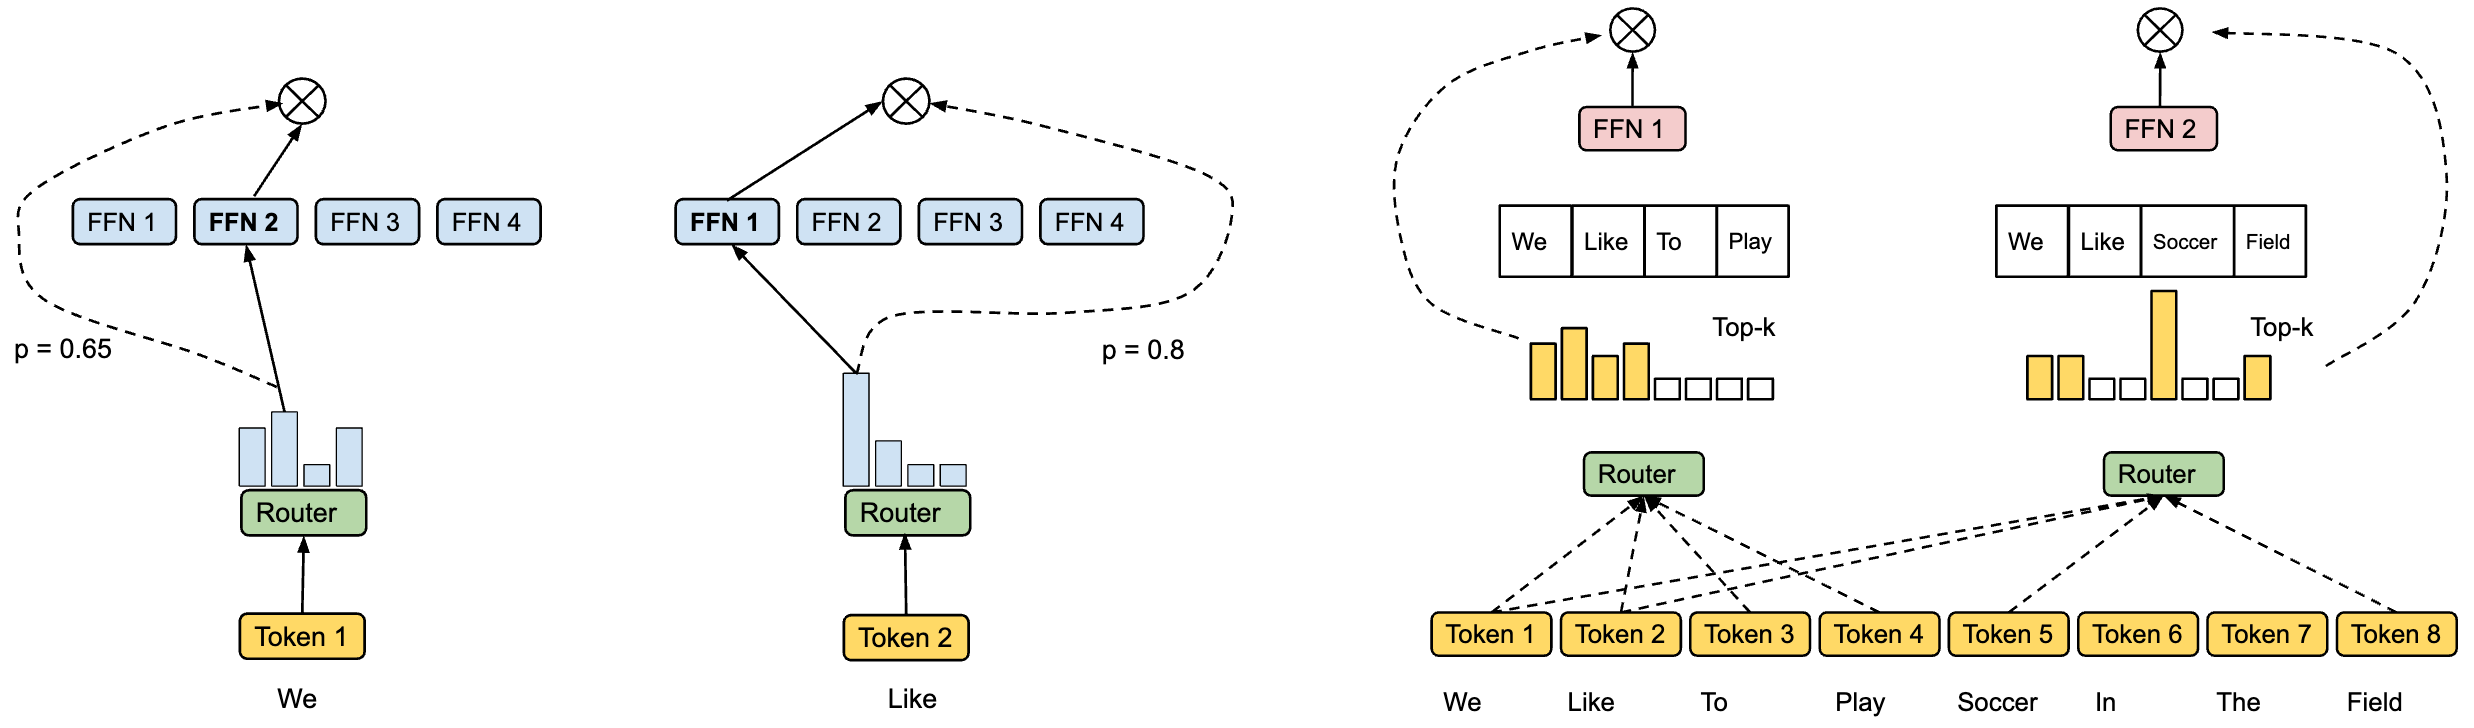 FFN 1 FFN 2 FFN 3 FFN 4
p = 0.65
Router
Token 1
We
FFN 1 FFN 2 FFN 3 FFN 4
p = 0.8
Router
Token 2
Like
FFN 1
We Like To Play
Top-k
Router
FFN 2
We Like Soccer Field
Top-k
Router
Token 1 Token 2 Token 3 Token 4 Token 5 Token 6 Token 7 Token 8
We Like To Play Soccer In The Field